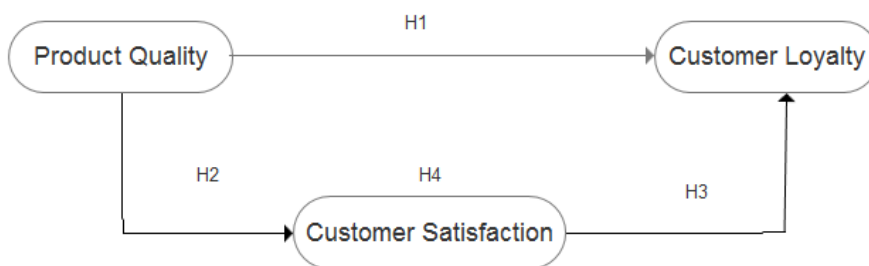 H1
Product Quality
Customer Loyalty
H2
H4
H3
Customer Satisfaction